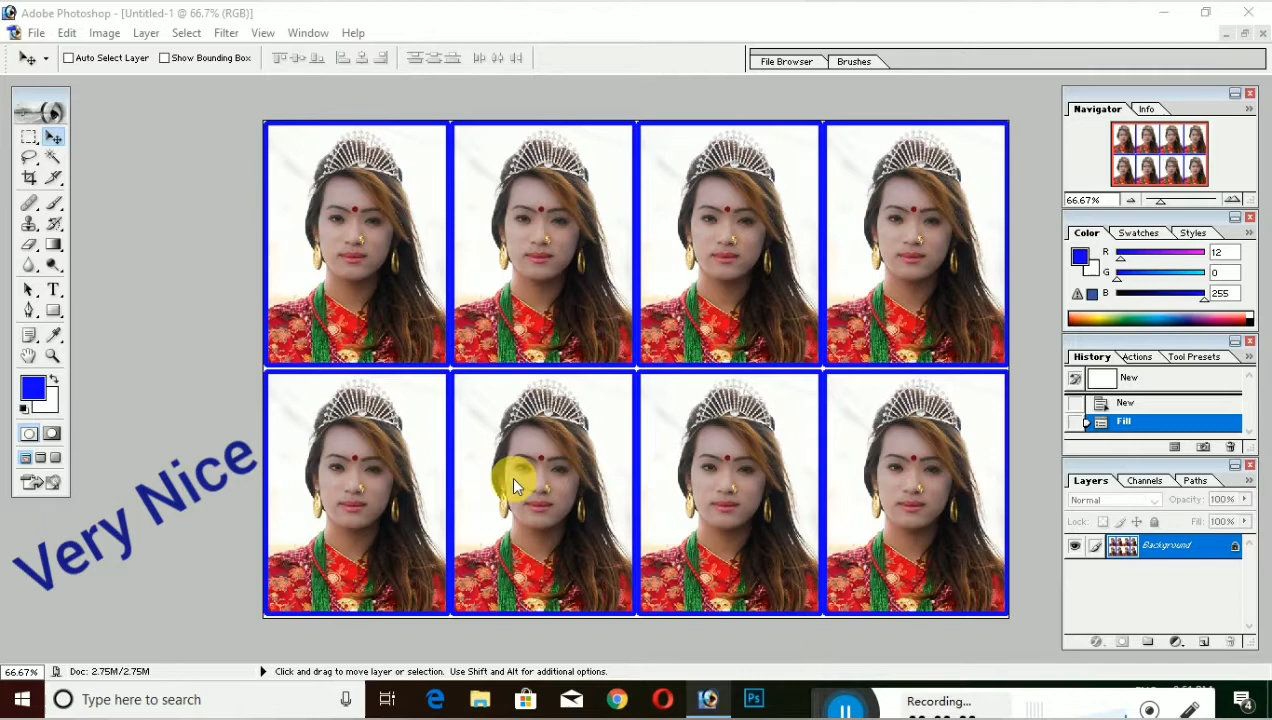 Adobe Photoshop - [Untitled-1 @ 66.7% (RGB)]
File Edit Image Layer Select Filter View Window Help
Auto Select Layer Show Bounding Box
File Browser Brushes
Navigator Info
66.67%
Color Swatches Styles
R 12
G 0
B 255
History Actions Tool Presets
New
New
Fill
Layers Channels Paths
Normal Opacity: 100%
Lock: Fill: 100%
Background
Very Nice
66.67% Doc: 2.75M/2.75M Click and drag to move layer or selection. Use Shift and Alt for additional options.
Type here to search
Ps
Recording...
4